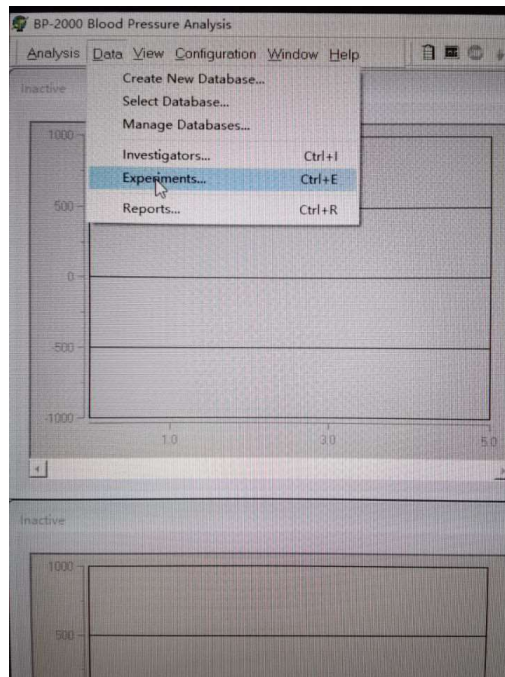 BP-2000 Blood Pressure Analysis
Analysis Data View Configuration Window Help
Inactive
Create New Database...
Select Database...
Manage Databases...
Investigators... Ctrl+I
Experiments... Ctrl+E
Reports... Ctrl+R
1000
500
0
-500
-1000
1.0 3.0 5.0
Inactive
1000
500